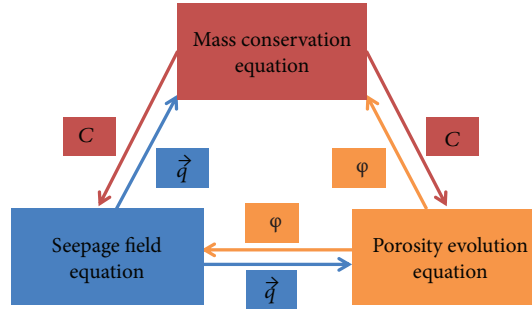 Mass conservation
equation
C
C
q⃗
φ
φ
Seepage field
equation
Porosity evolution
equation
q⃗